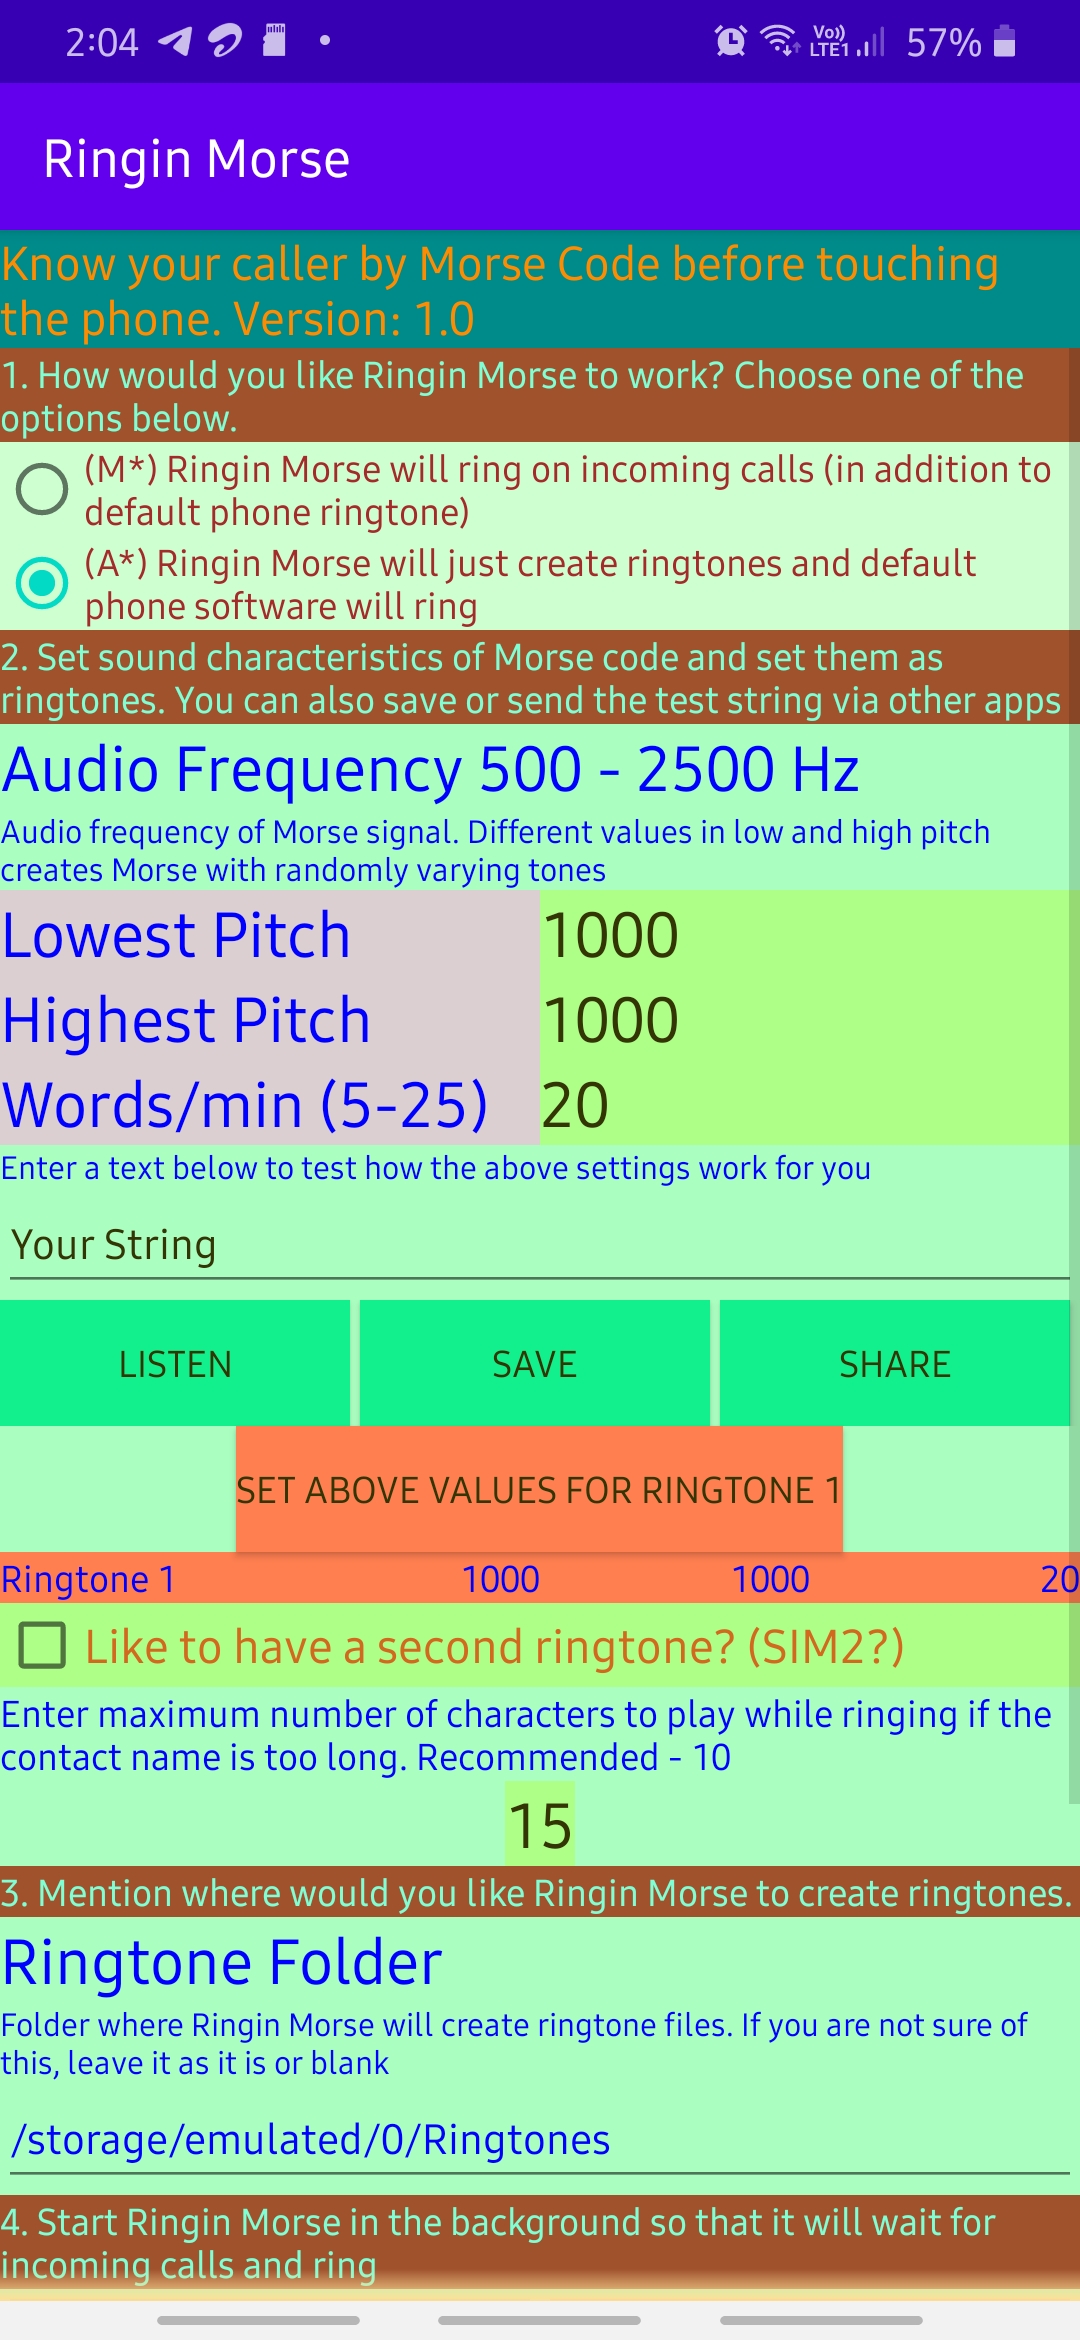 2:04
Vo))
LTE1
57%
Ringin Morse
Know your caller by Morse Code before touching
the phone. Version: 1.0
1. How would you like Ringin Morse to work? Choose one of the
options below.
(M*) Ringin Morse will ring on incoming calls (in addition to
default phone ringtone)
(A*) Ringin Morse will just create ringtones and default
phone software will ring
2. Set sound characteristics of Morse code and set them as
ringtones. You can also save or send the test string via other apps
Audio Frequency 500 - 2500 Hz
Audio frequency of Morse signal. Different values in low and high pitch
creates Morse with randomly varying tones
Lowest Pitch 1000
Highest Pitch 1000
Words/min (5-25) 20
Enter a text below to test how the above settings work for you
Your String
LISTEN SAVE SHARE
SET ABOVE VALUES FOR RINGTONE 1
Ringtone 1 1000 1000 20
Like to have a second ringtone? (SIM2?)
Enter maximum number of characters to play while ringing if the
contact name is too long. Recommended - 10
15
3. Mention where would you like Ringin Morse to create ringtones.
Ringtone Folder
Folder where Ringin Morse will create ringtone files. If you are not sure of
this, leave it as it is or blank
/storage/emulated/0/Ringtones
4. Start Ringin Morse in the background so that it will wait for
incoming calls and ring